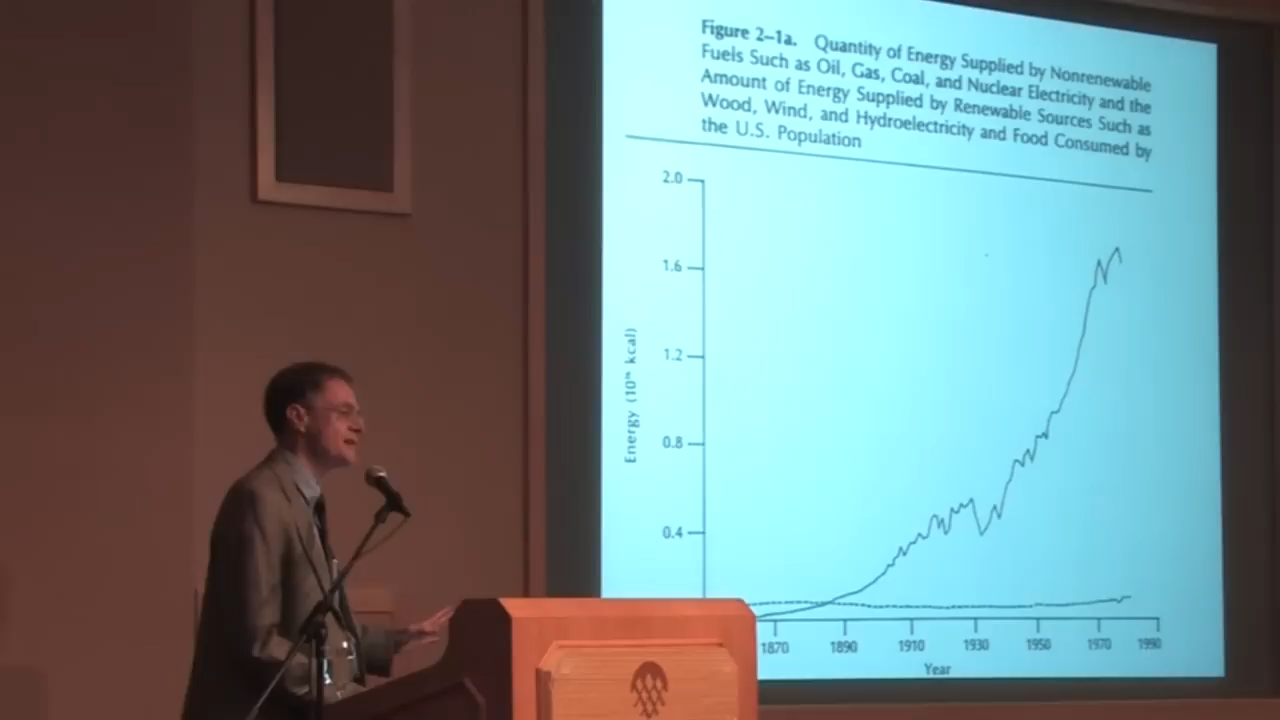 Figure 2–1a. Quantity of Energy Supplied by Nonrenewable
Fuels Such as Oil, Gas, Coal, and Nuclear Electricity and the
Amount of Energy Supplied by Renewable Sources Such as
Wood, Wind, and Hydroelectricity and Food Consumed by
the U.S. Population
2.0
1.6
1.2
0.8
0.4
Energy (10 kcal)
1870 1890 1910 1930 1950 1970 1990
Year